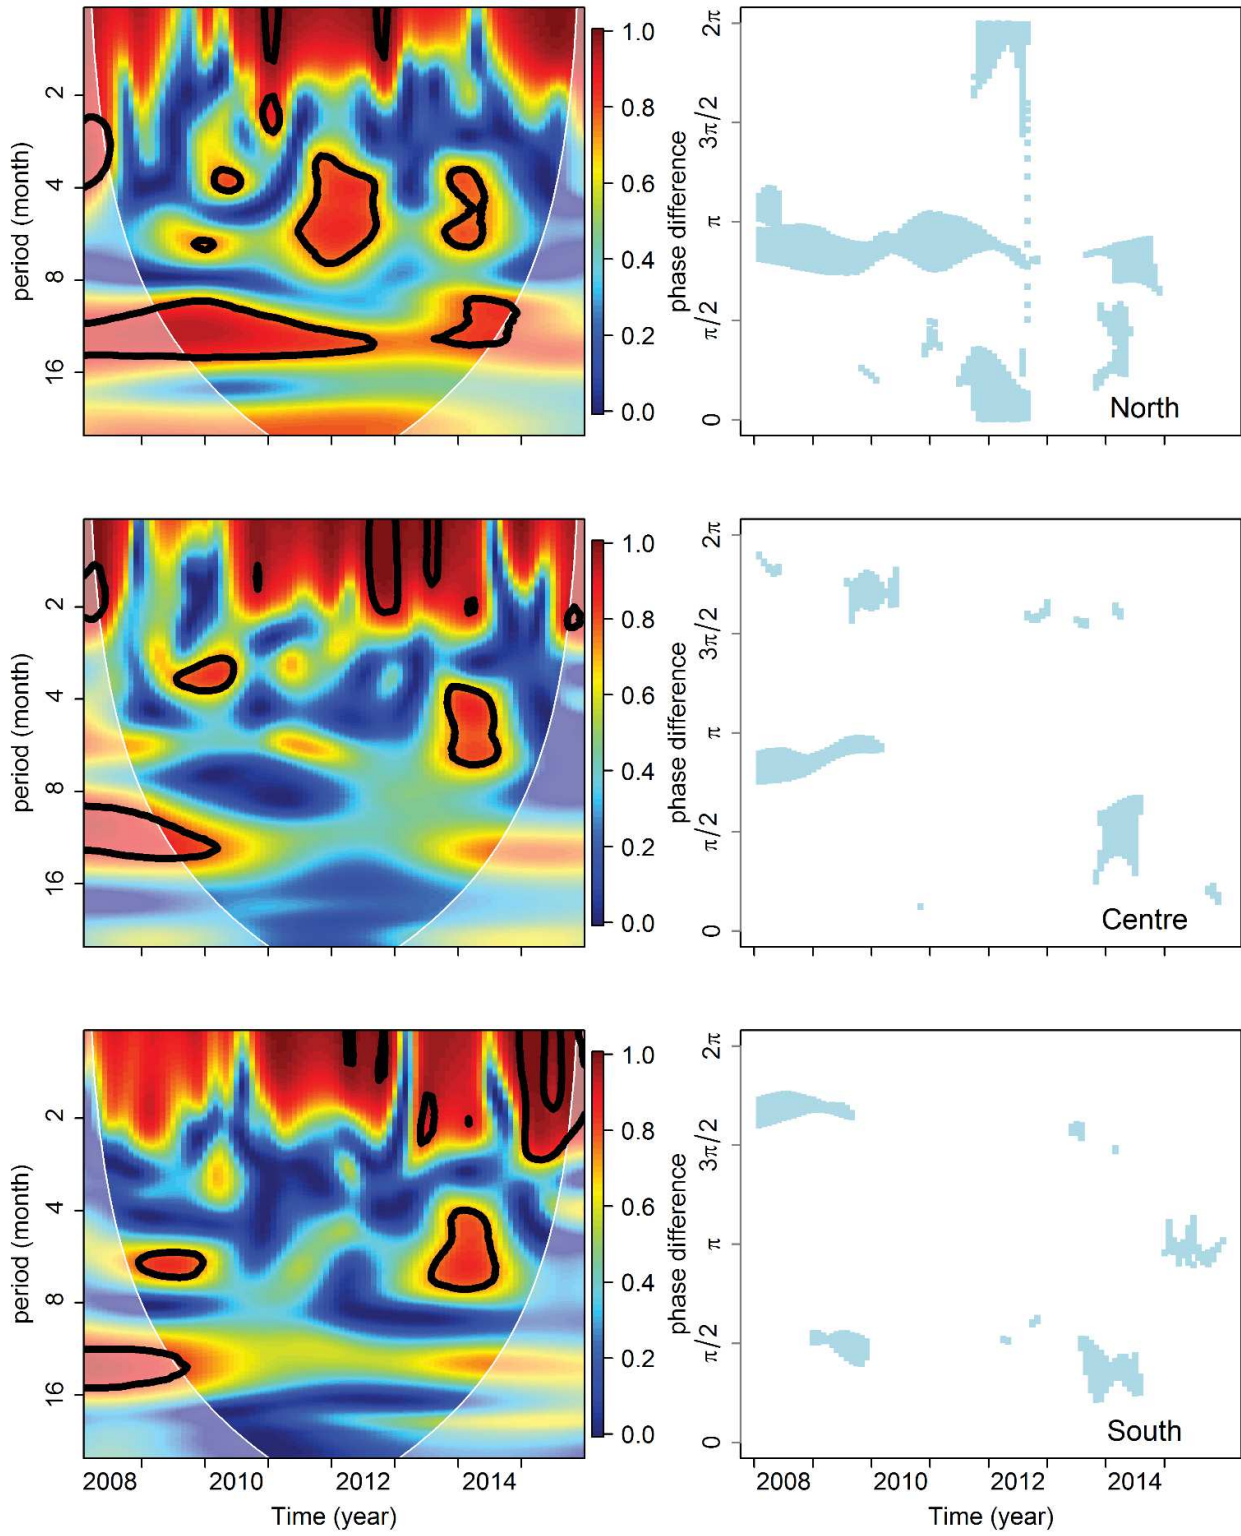 period (month)
2
4
8
16
1.0
0.8
0.6
0.4
0.2
0.0
phase difference
2π
3π/2
π
π/2
0
North
period (month)
2
4
8
16
1.0
0.8
0.6
0.4
0.2
0.0
phase difference
2π
3π/2
π
π/2
0
Centre
period (month)
2
4
8
16
1.0
0.8
0.6
0.4
0.2
0.0
phase difference
2π
3π/2
π
π/2
0
South
2008 2010 2012 2014
Time (year)
2008 2010 2012 2014
Time (year)